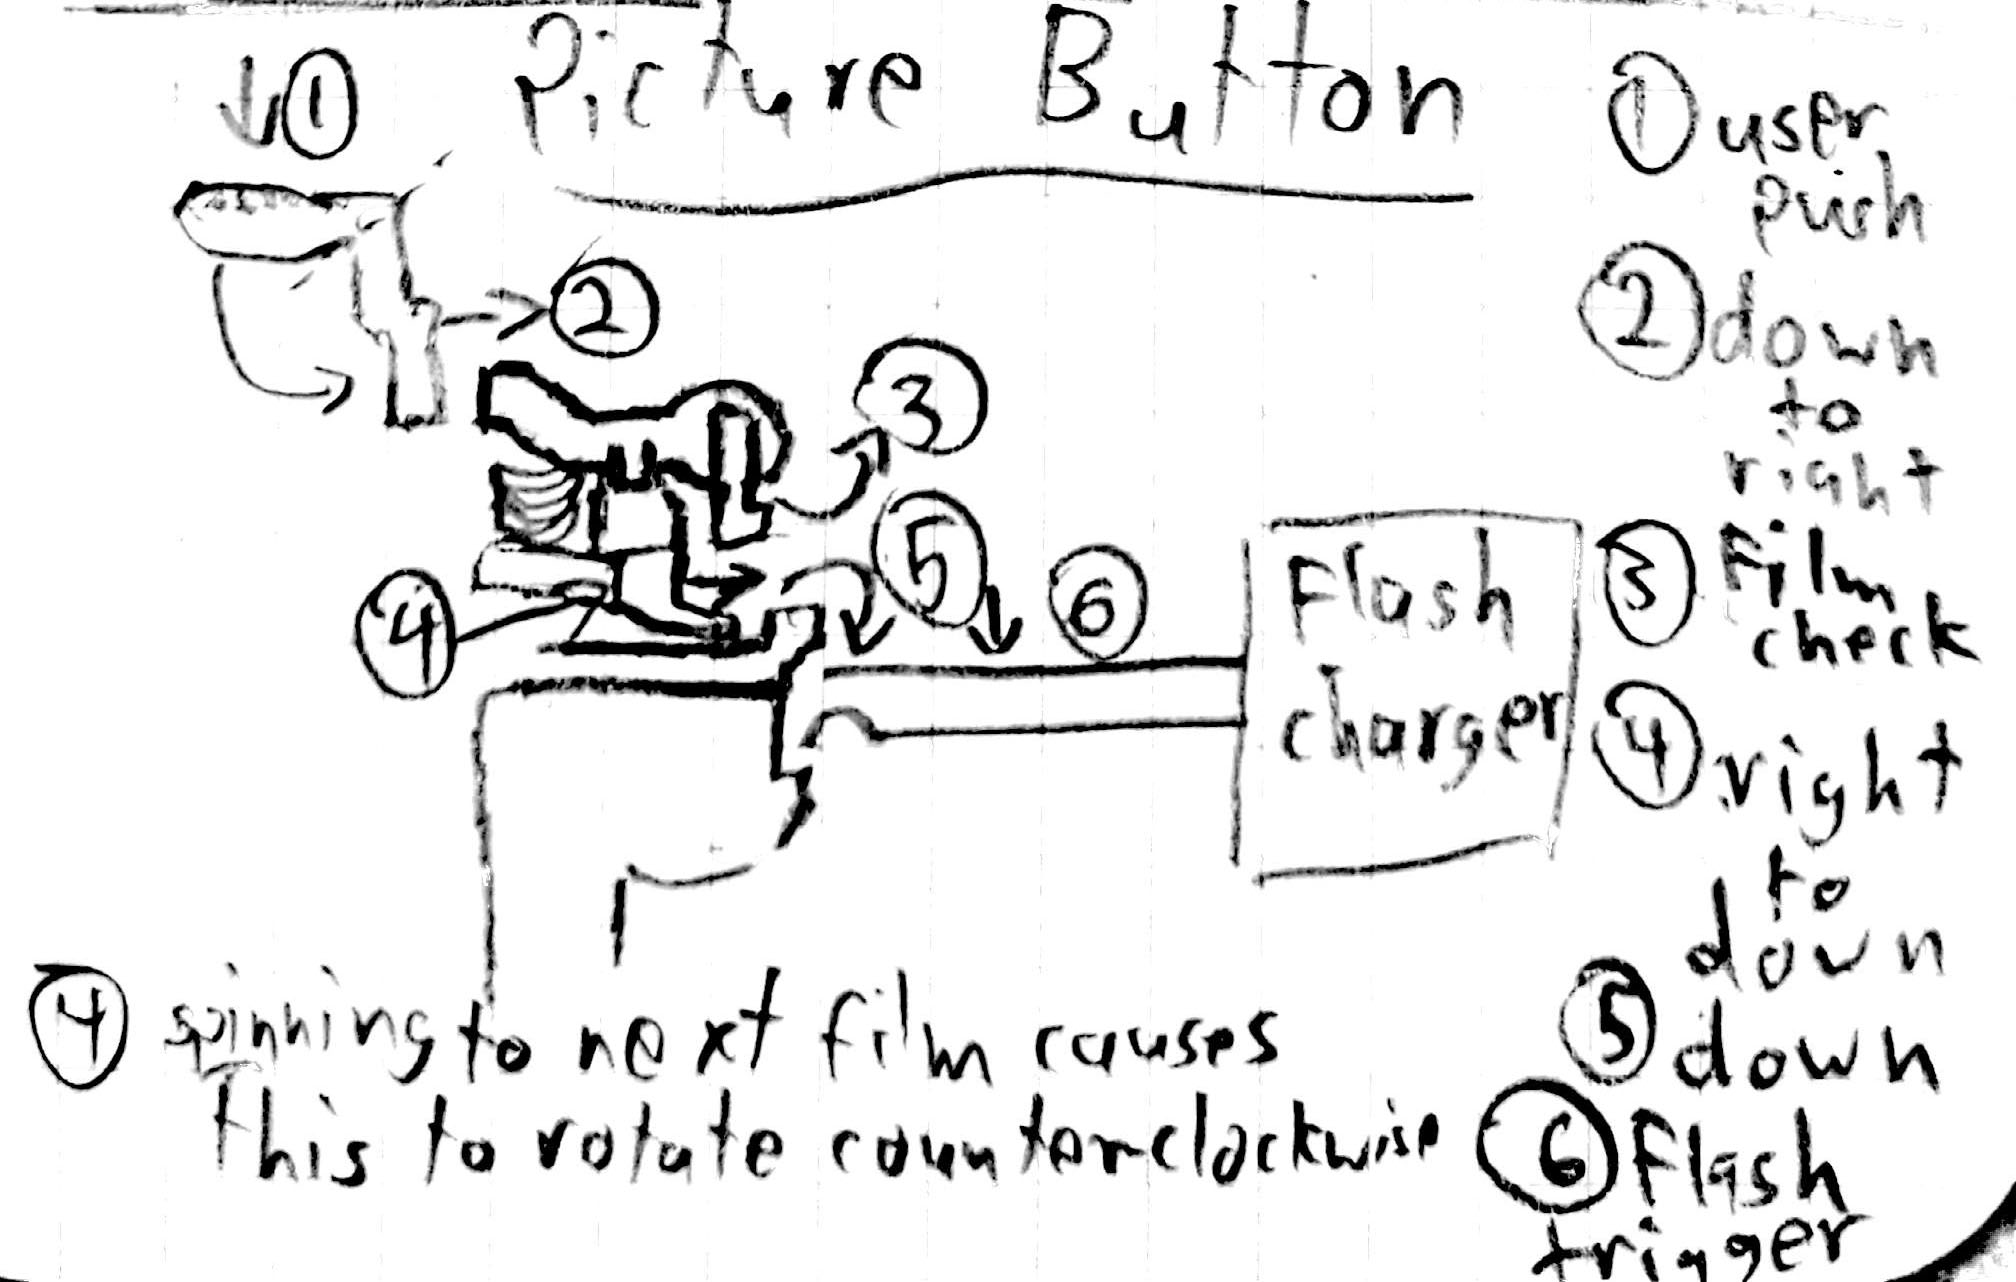 Picture Button
↓①
②
③
④
⑤
↓ ⑥
Flash
charger
① user
push
② down
to
right
③ Film
check
④ right
to
down
⑤ down
⑥ Flash
trigger
④ spinning to next film causes
this to rotate counterclockwise